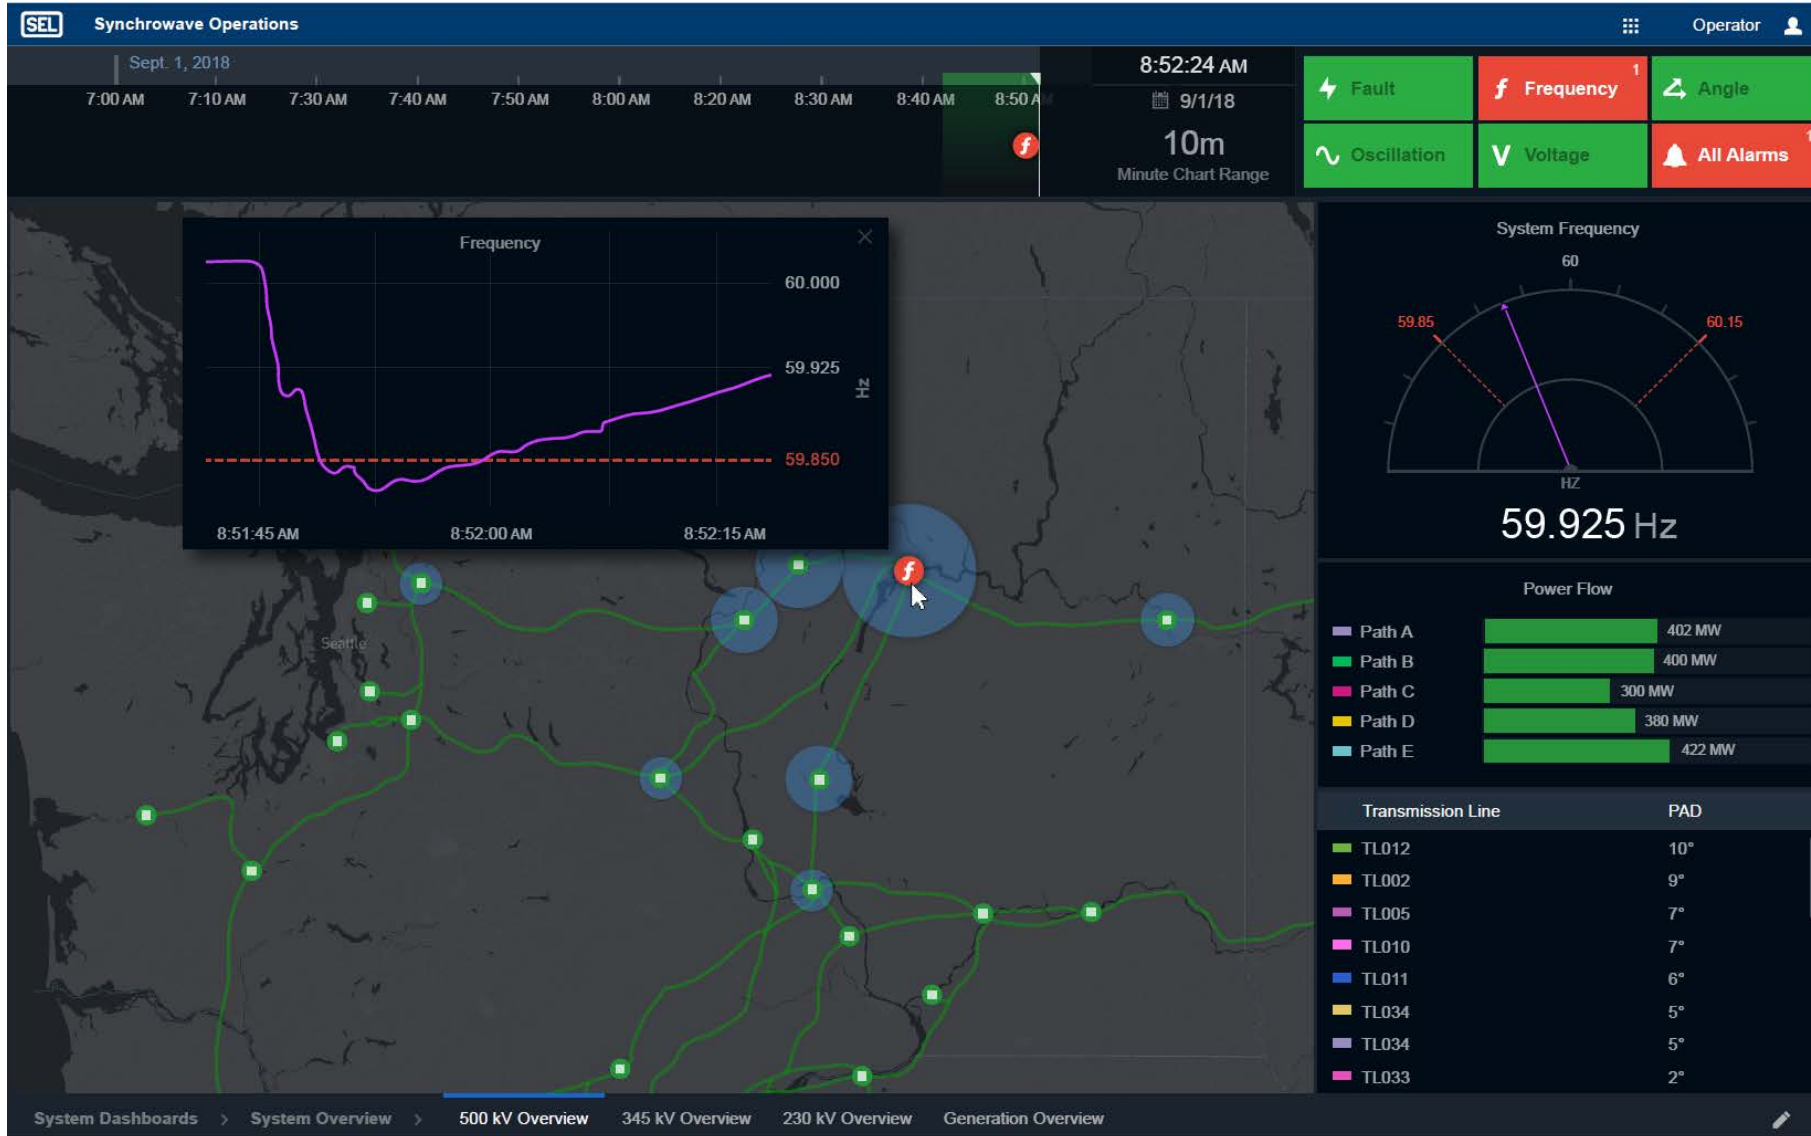 SEL Synchrowave Operations Operator
Sept. 1, 2018
7:00 AM 7:10 AM 7:30 AM 7:40 AM 7:50 AM 8:00 AM 8:20 AM 8:30 AM 8:40 AM 8:50 A
8:52:24 AM
9/1/18
10m
Minute Chart Range
Fault
f Frequency 1
Angle
Oscillation
V Voltage
All Alarms 1
f
Frequency
60.000
59.925
59.850
Hz
8:51:45 AM 8:52:00 AM 8:52:15 AM
f
Seattle
System Frequency
60
59.85 60.15
HZ
59.925 Hz
Power Flow
Path A 402 MW
Path B 400 MW
Path C 300 MW
Path D 380 MW
Path E 422 MW
Transmission Line PAD
TL012 10°
TL002 9°
TL005 7°
TL010 7°
TL011 6°
TL034 5°
TL034 5°
TL033 2°
System Dashboards > System Overview > 500 kV Overview 345 kV Overview 230 kV Overview Generation Overview